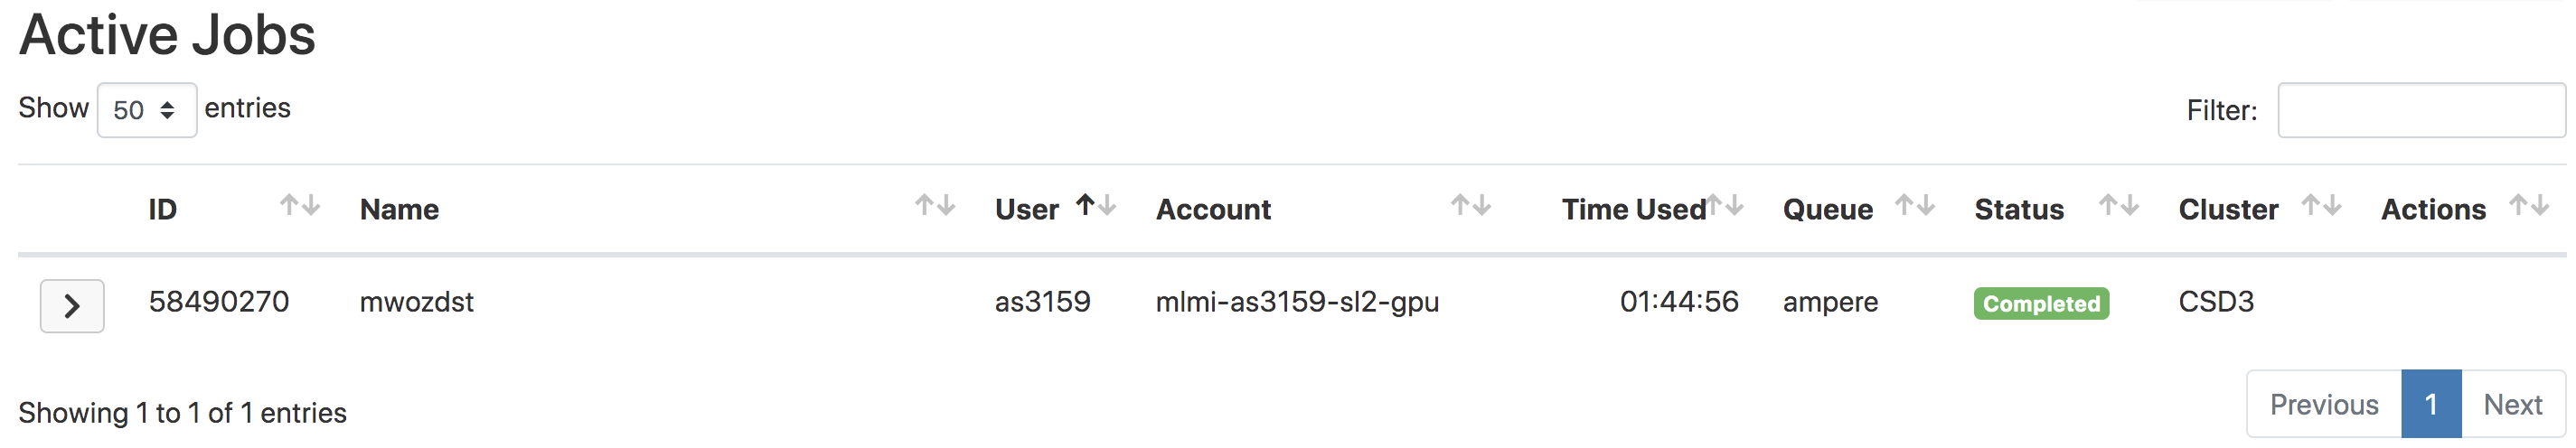 Active Jobs
Show 50 entries
Filter:
ID Name User Account Time Used Queue Status Cluster Actions
58490270 mwozdst as3159 mlmi-as3159-sl2-gpu 01:44:56 ampere Completed CSD3
Showing 1 to 1 of 1 entries
Previous 1 Next